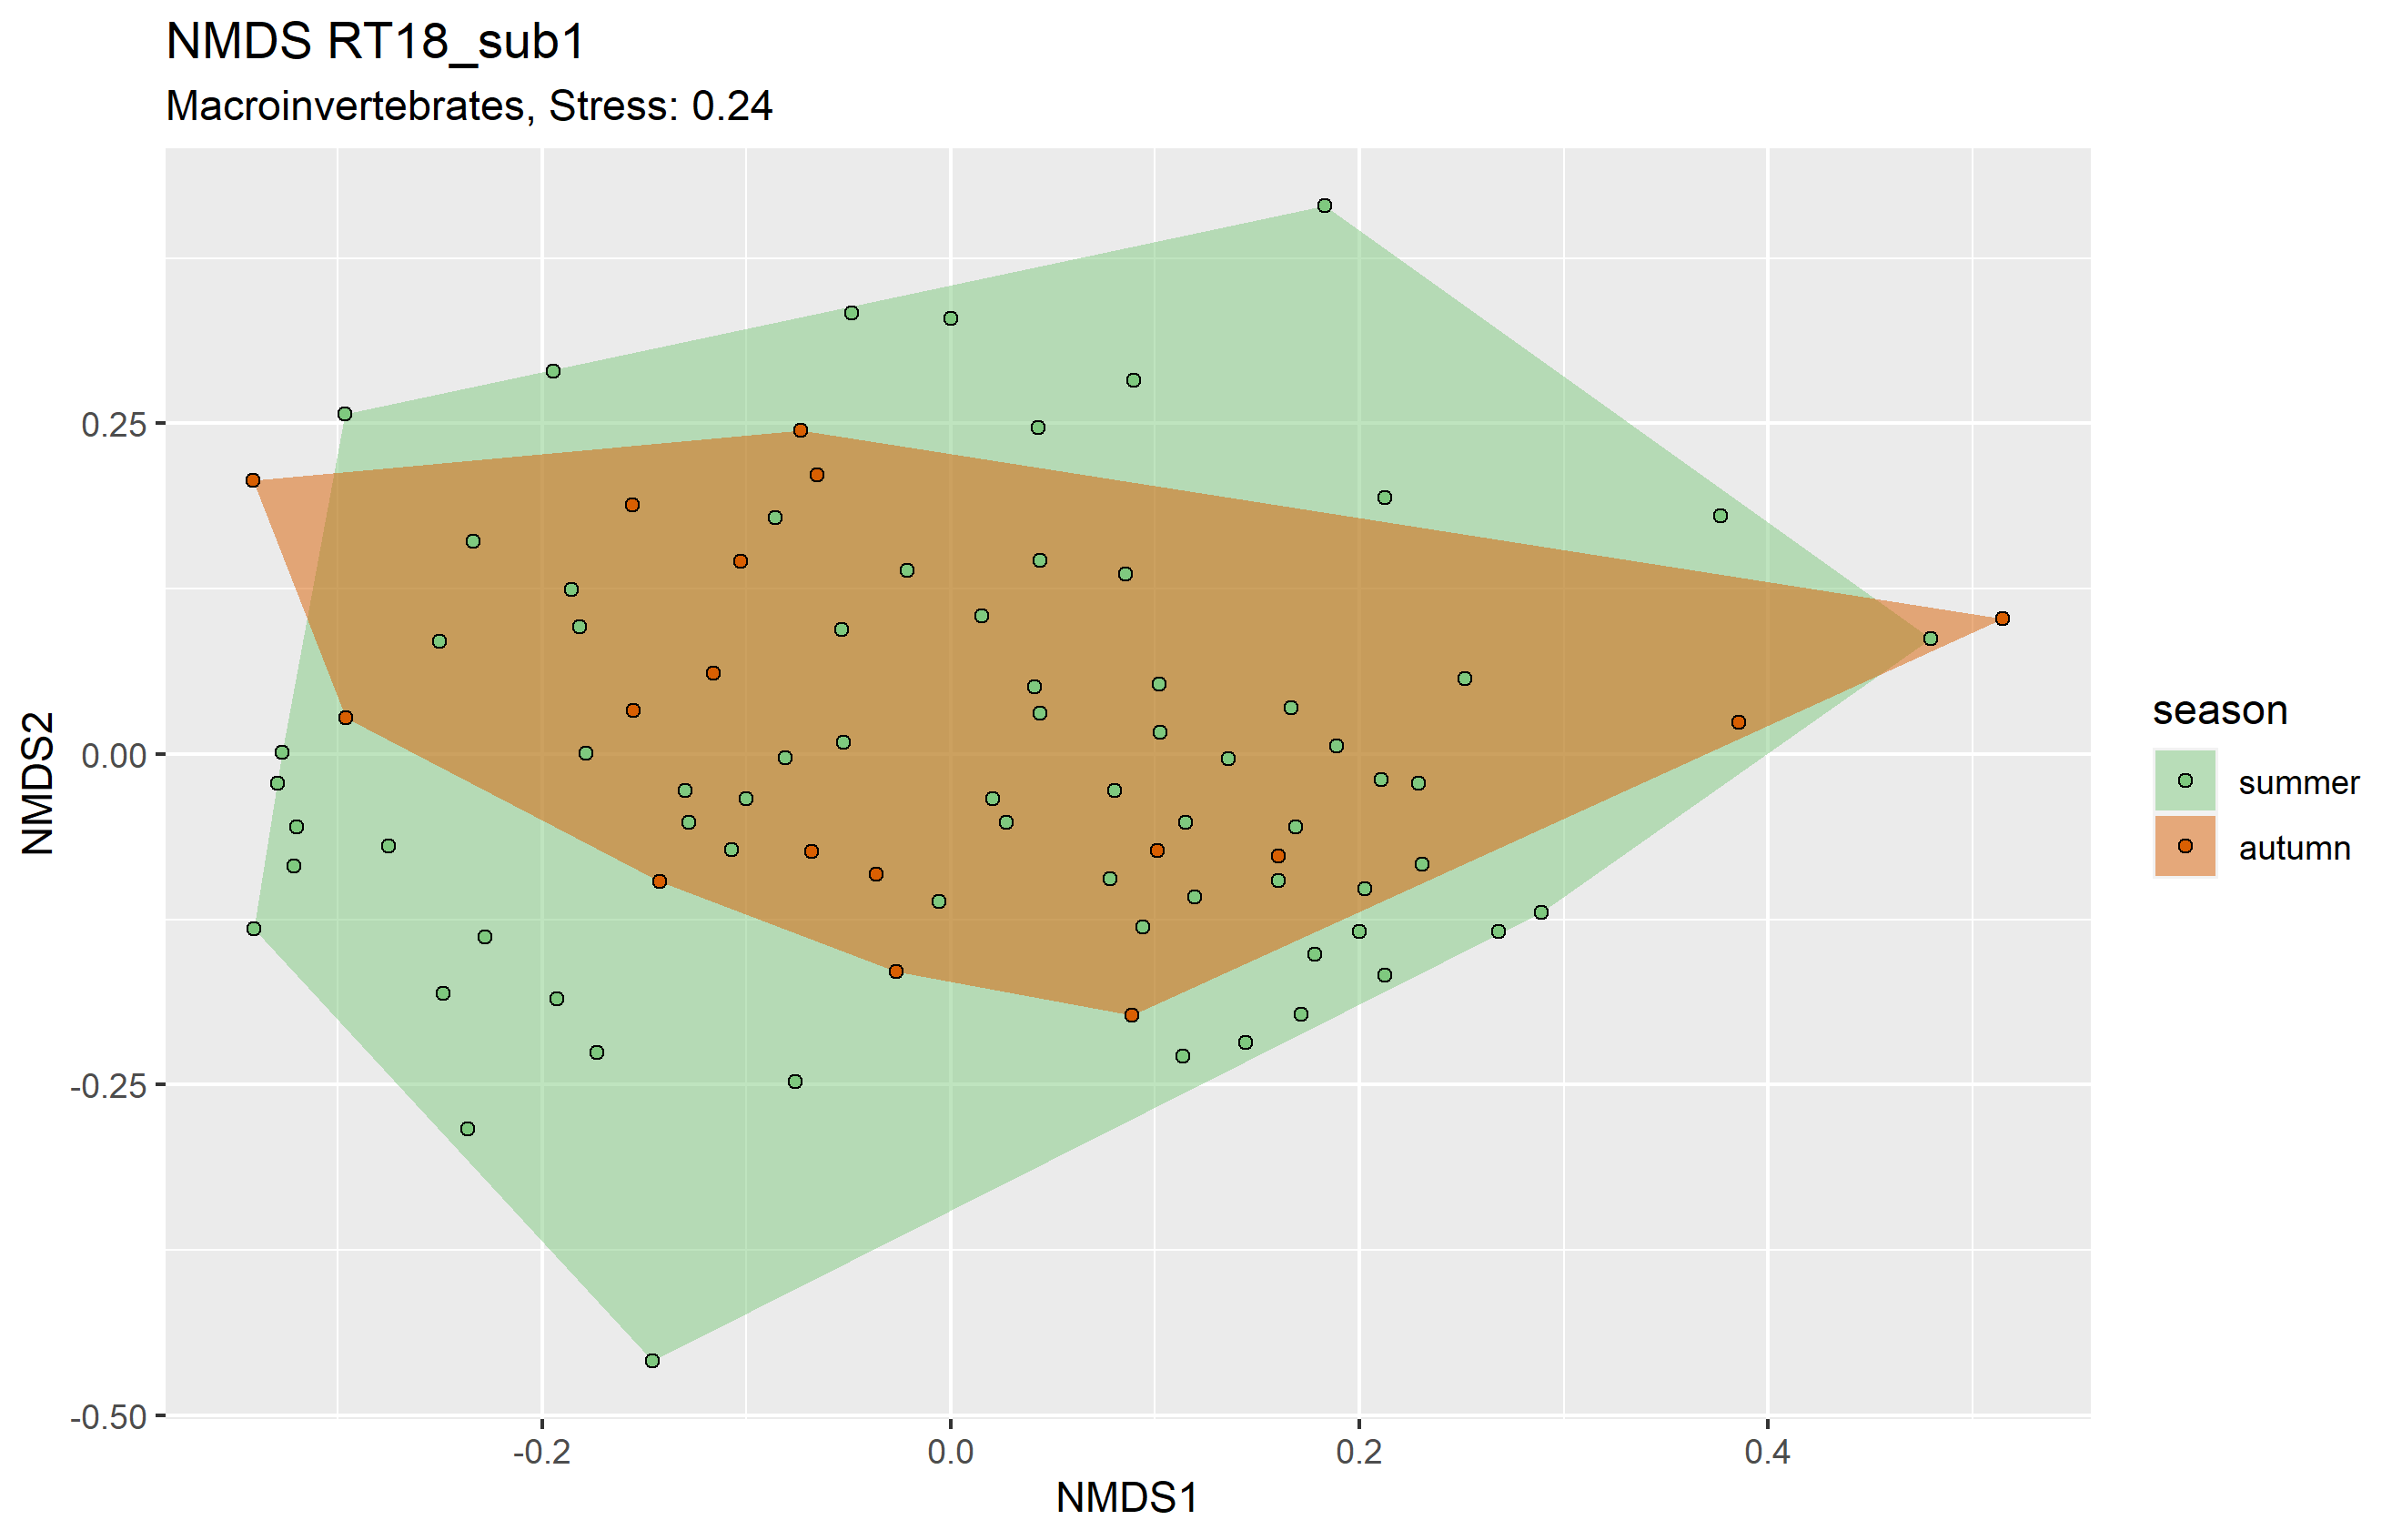 NMDS RT18_sub1
Macroinvertebrates, Stress: 0.24
NMDS2
0.25
0.00
-0.25
-0.50
-0.2
0.0
0.2
0.4
NMDS1
season
summer
autumn